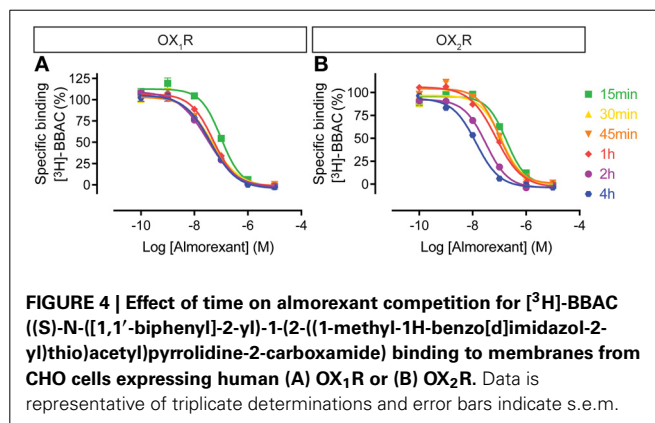 OX₁R
OX₂R
A
B
Specific binding
[³H]-BBAC (%)
125
100
75
50
25
0
-10
-8
-6
-4
Log [Almorexant] (M)
Specific binding
[³H]-BBAC (%)
100
75
50
25
0
-10
-8
-6
-4
Log [Almorexant] (M)
15min
30min
45min
1h
2h
4h
FIGURE 4 | Effect of time on almorexant competition for [³H]-BBAC
((S)-N-([1,1′-biphenyl]-2-yl)-1-(2-((1-methyl-1H-benzo[d]imidazol-2-
yl)thio)acetyl)pyrrolidine-2-carboxamide) binding to membranes from
CHO cells expressing human (A) OX₁R or (B) OX₂R. Data is
representative of triplicate determinations and error bars indicate s.e.m.